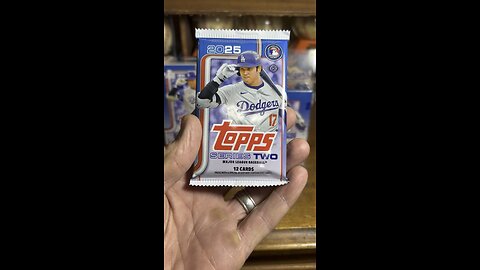 2025
Dodgers
17
TOPPS
SERIES TWO
MAJOR LEAGUE BASEBALL
12 CARDS